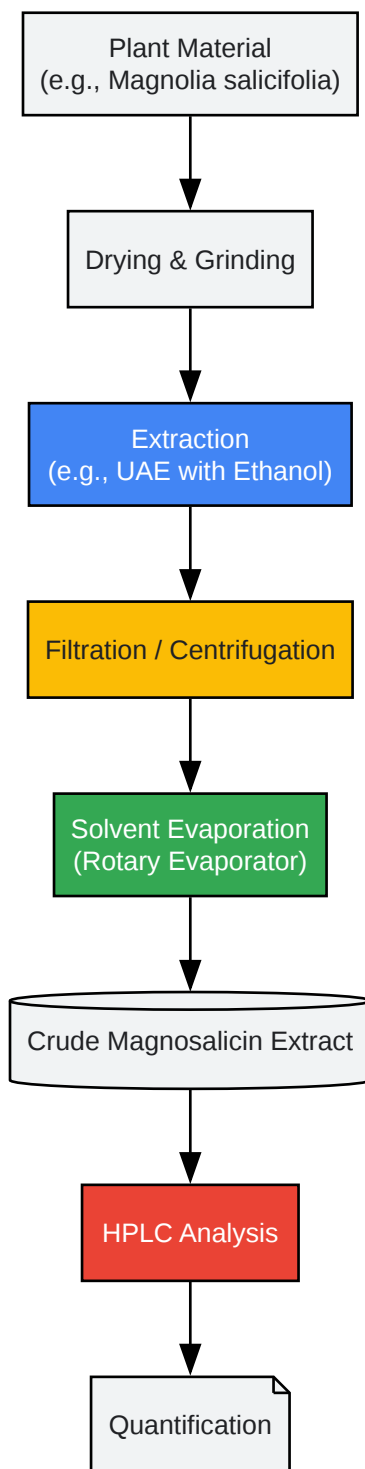 Plant Material
(e.g., Magnolia salicifolia)
Drying & Grinding
Extraction
(e.g., UAE with Ethanol)
Filtration / Centrifugation
Solvent Evaporation
(Rotary Evaporator)
Crude Magnosalicin Extract
HPLC Analysis
Quantification